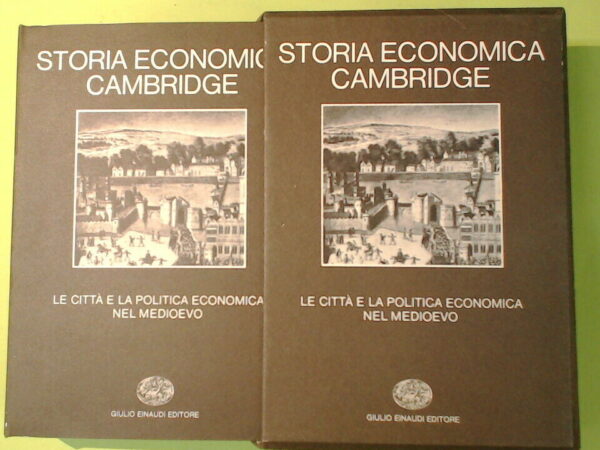 STORIA ECONOMIC
CAMBRIDGE
LE CITTÀ E LA POLITICA ECONOMICA
NEL MEDIOEVO
GIULIO EINAUDI EDITORE
STORIA ECONOMICA
CAMBRIDGE
LE CITTÀ E LA POLITICA ECONOMICA
NEL MEDIOEVO
GIULIO EINAUDI EDITORE